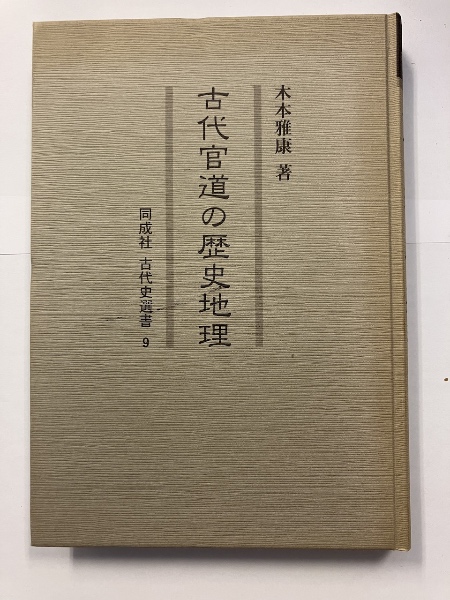 木本雅康 著
古代官道の歴史地理
同成社 古代史選書 9